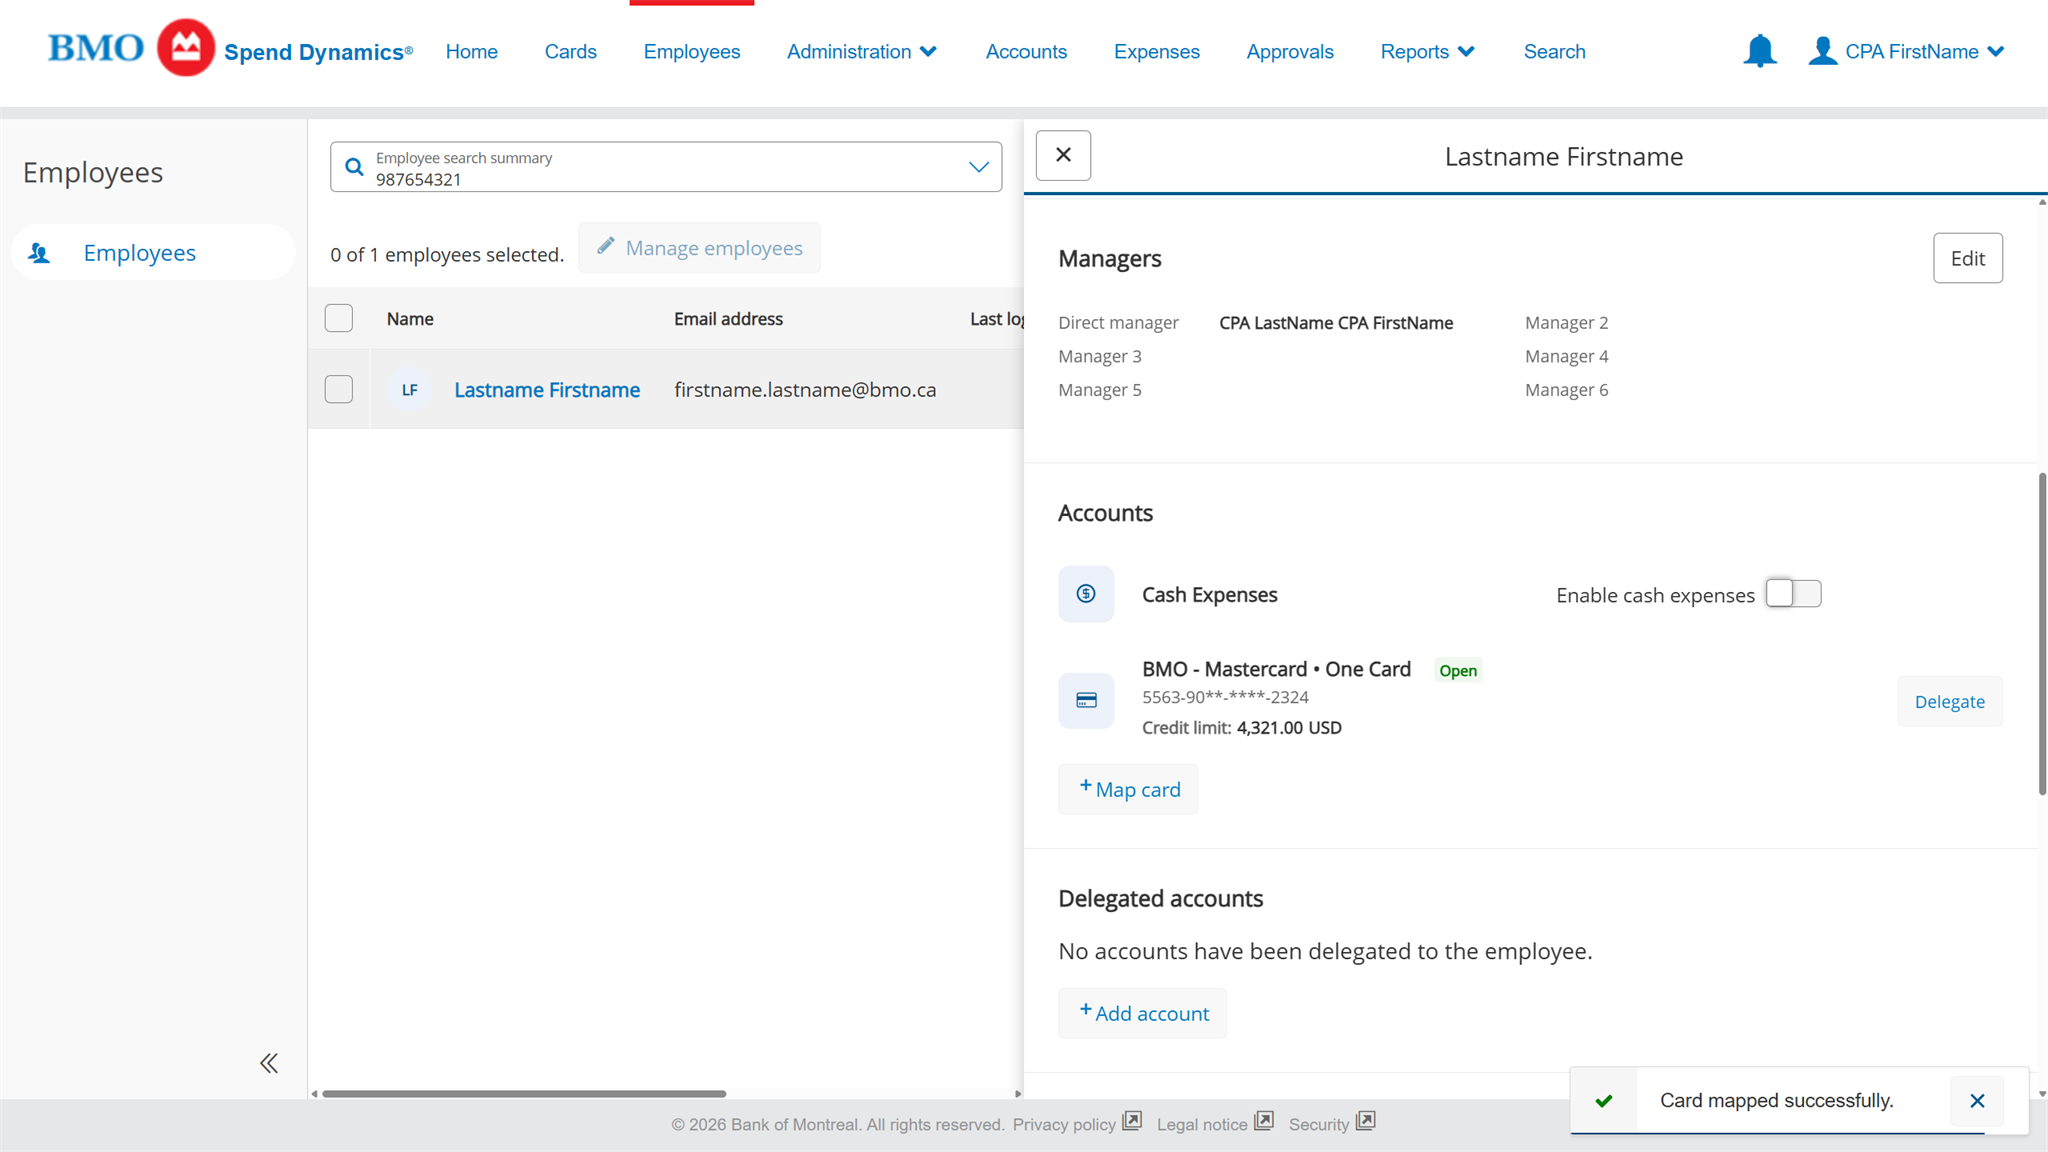 BMO Spend Dynamics®
Home
Cards
Employees
Administration
Accounts
Expenses
Approvals
Reports
Search
CPA FirstName
Employees
Employees
Employee search summary
987654321
0 of 1 employees selected.
Manage employees
Name
Email address
Last log
LF
Lastname Firstname
firstname.lastname@bmo.ca
Lastname Firstname
Managers
Edit
Direct manager CPA LastName CPA FirstName Manager 2
Manager 3 Manager 4
Manager 5 Manager 6
Accounts
Cash Expenses
Enable cash expenses
BMO - Mastercard • One Card Open
5563-90**-****-2324
Credit limit: 4,321.00 USD
Delegate
+ Map card
Delegated accounts
No accounts have been delegated to the employee.
+ Add account
Card mapped successfully.
© 2026 Bank of Montreal. All rights reserved. Privacy policy Legal notice Security